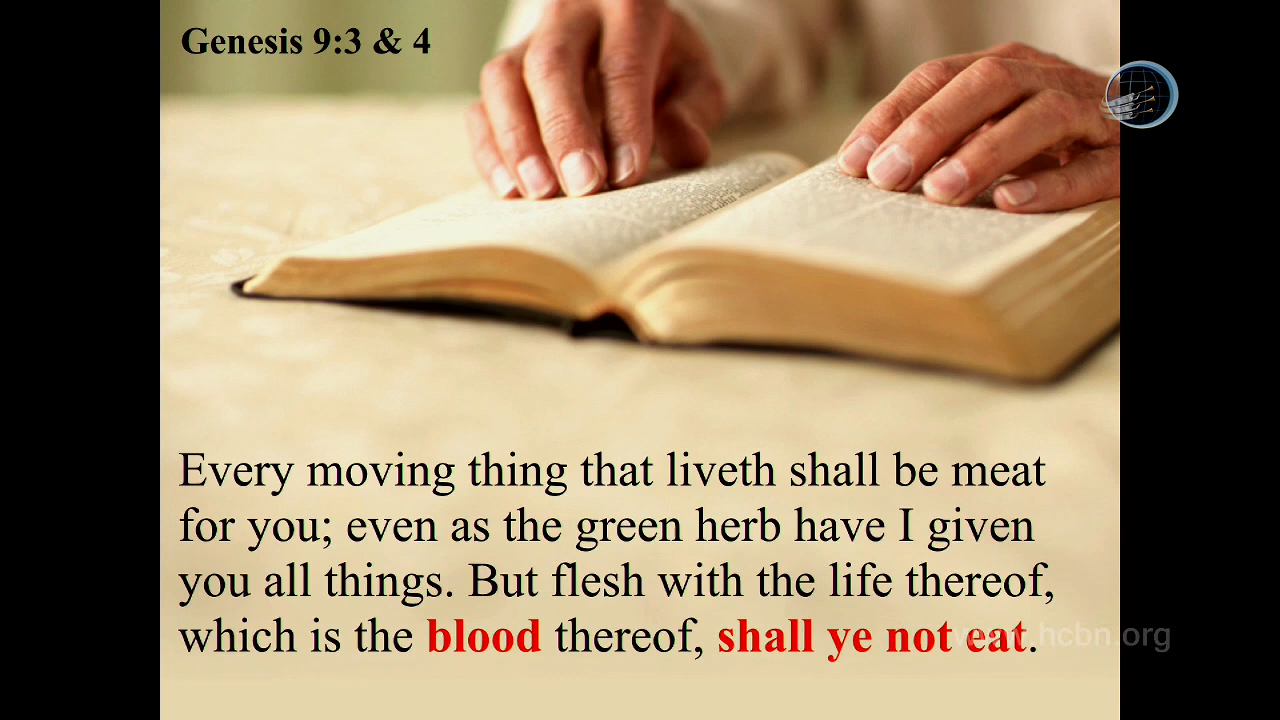 Genesis 9:3 & 4
Every moving thing that liveth shall be meat
for you; even as the green herb have I given
you all things. But flesh with the life thereof,
which is the blood thereof, shall ye not eat.
www.hcbn.org